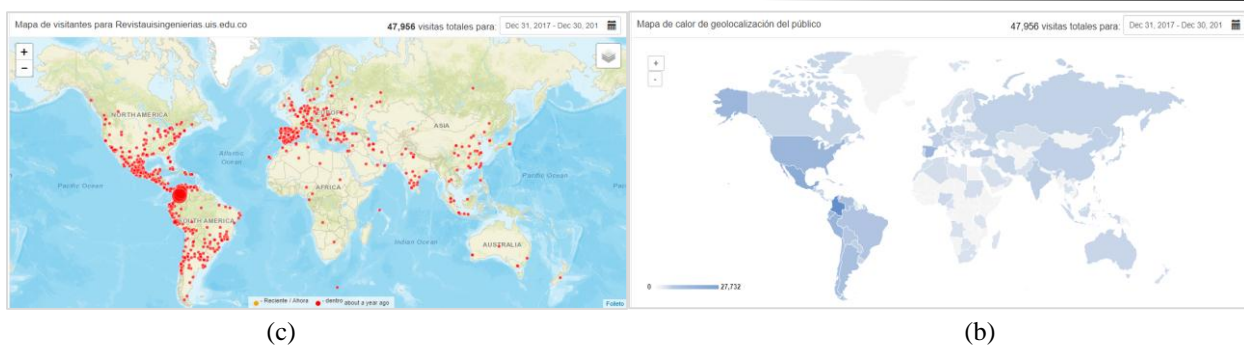 Mapa de visitantes para Revistauisingenierias.uis.edu.co
47,956 visitas totales para: Dec 31, 2017 - Dec 30, 201
+
−
NORTH AMERICA
ASIA
Atlantic
Ocean
Pacific Ocean
Pacific Ocean
AFRICA
SOUTH AMERICA
Indian Ocean
AUSTRALIA
- Reciente / Ahora - dentro about a year ago
Folleto
(c)
Mapa de calor de geolocalización del público
47,956 visitas totales para: Dec 31, 2017 - Dec 30, 201
+
-
0 27,732
(b)